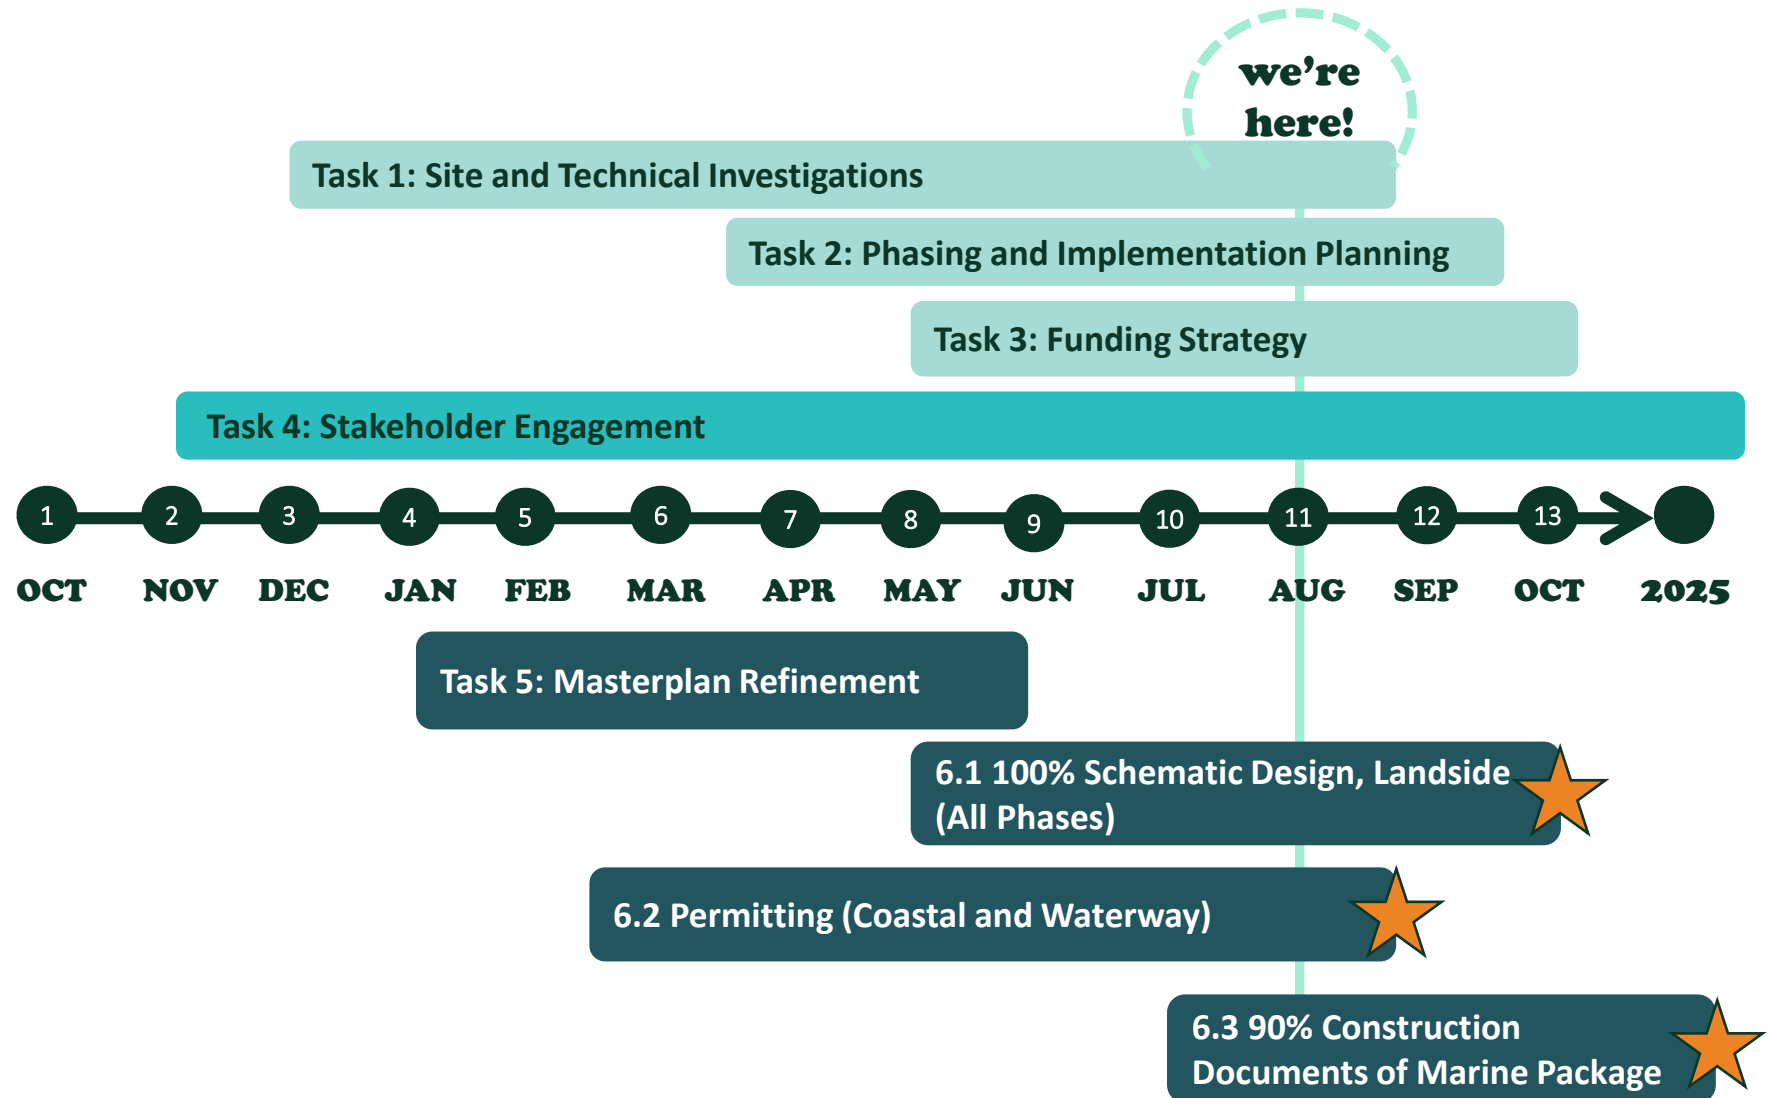 we're
here!
Task 1: Site and Technical Investigations
Task 2: Phasing and Implementation Planning
Task 3: Funding Strategy
Task 4: Stakeholder Engagement
1 2 3 4 5 6 7 8 9 10 11 12 13
OCT NOV DEC JAN FEB MAR APR MAY JUN JUL AUG SEP OCT 2025
Task 5: Masterplan Refinement
6.1 100% Schematic Design, Landside
(All Phases)
6.2 Permitting (Coastal and Waterway)
6.3 90% Construction
Documents of Marine Package